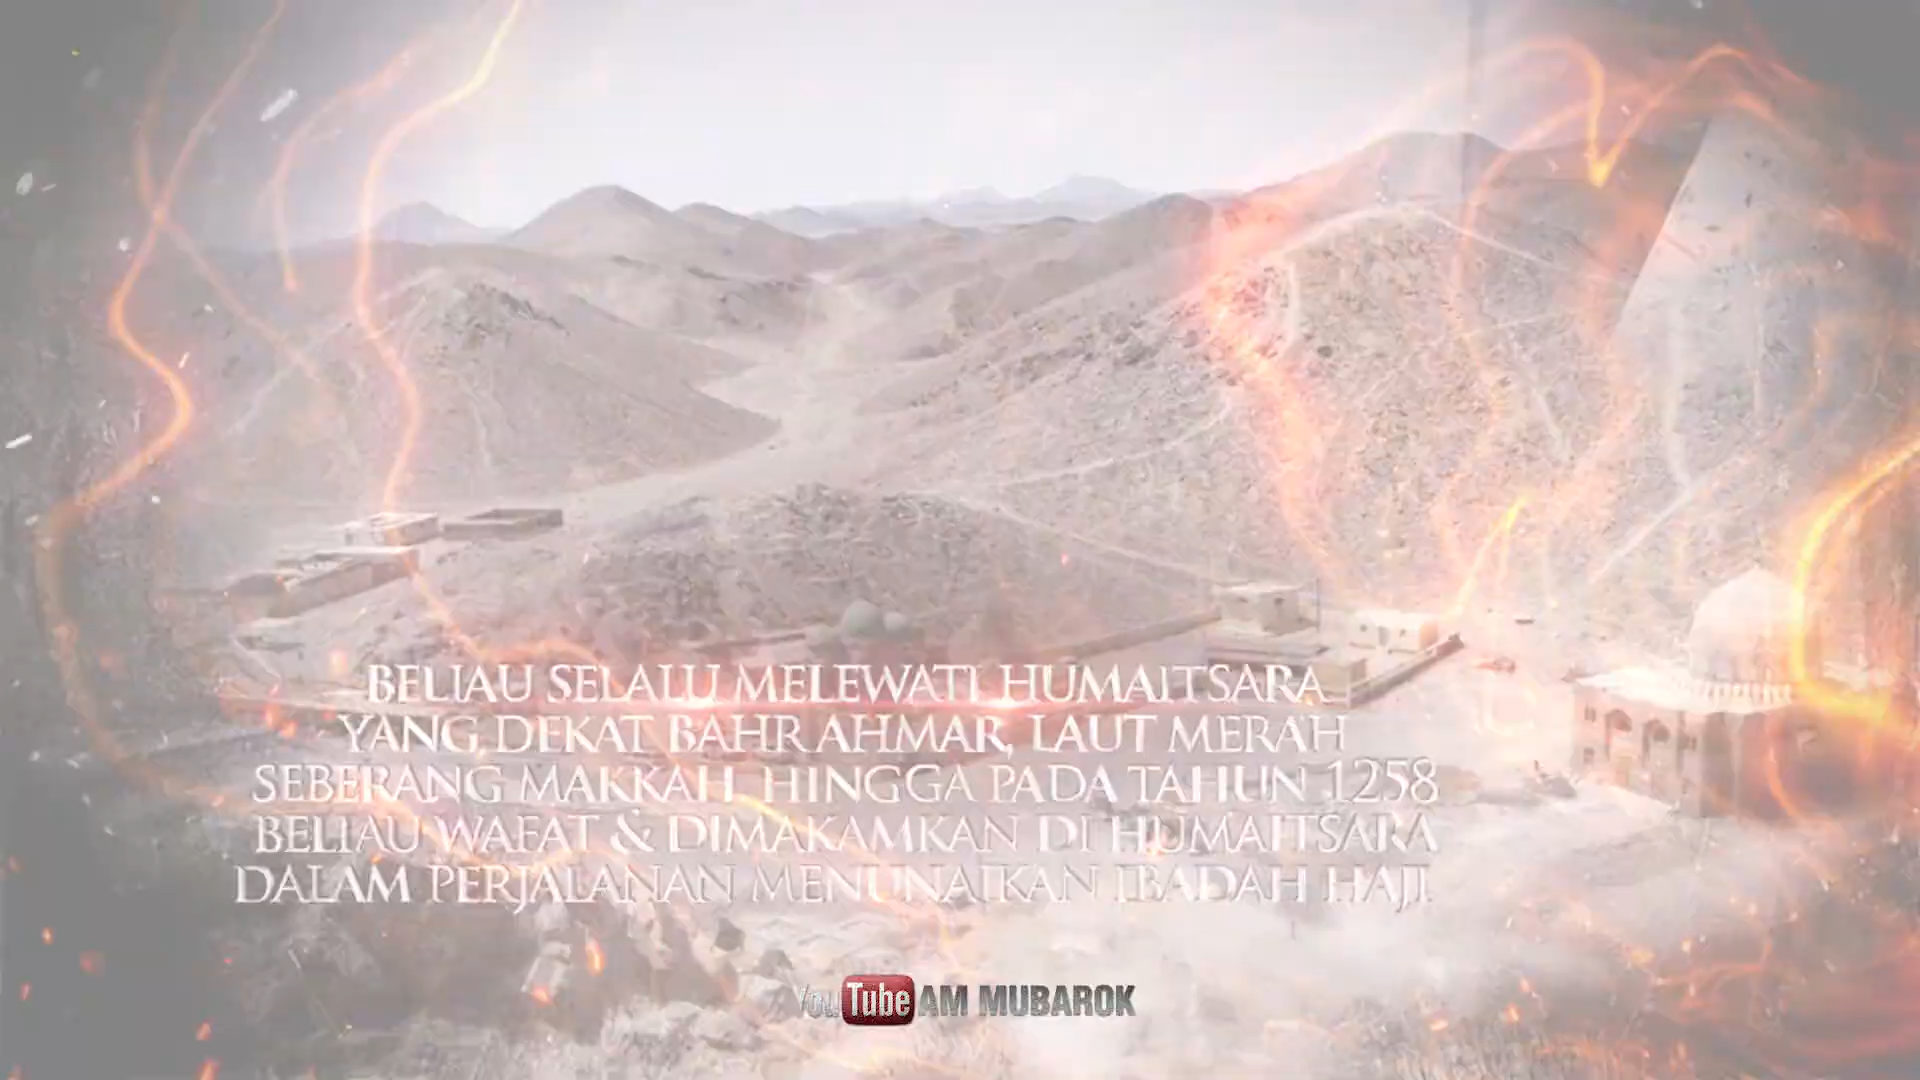 BELIAU SELALU MELEWATI HUMAITSARA
YANG DEKAT BAHR AHMAR, LAUT MERAH
SEBERANG MAKKAH HINGGA PADA TAHUN 1258
BELIAU WAFAT & DIMAKAMKAN DI HUMAITSARA
DALAM PERJALANAN MENUNAIKAN IBADAH HAJI.
YouTube AM MUBAROK